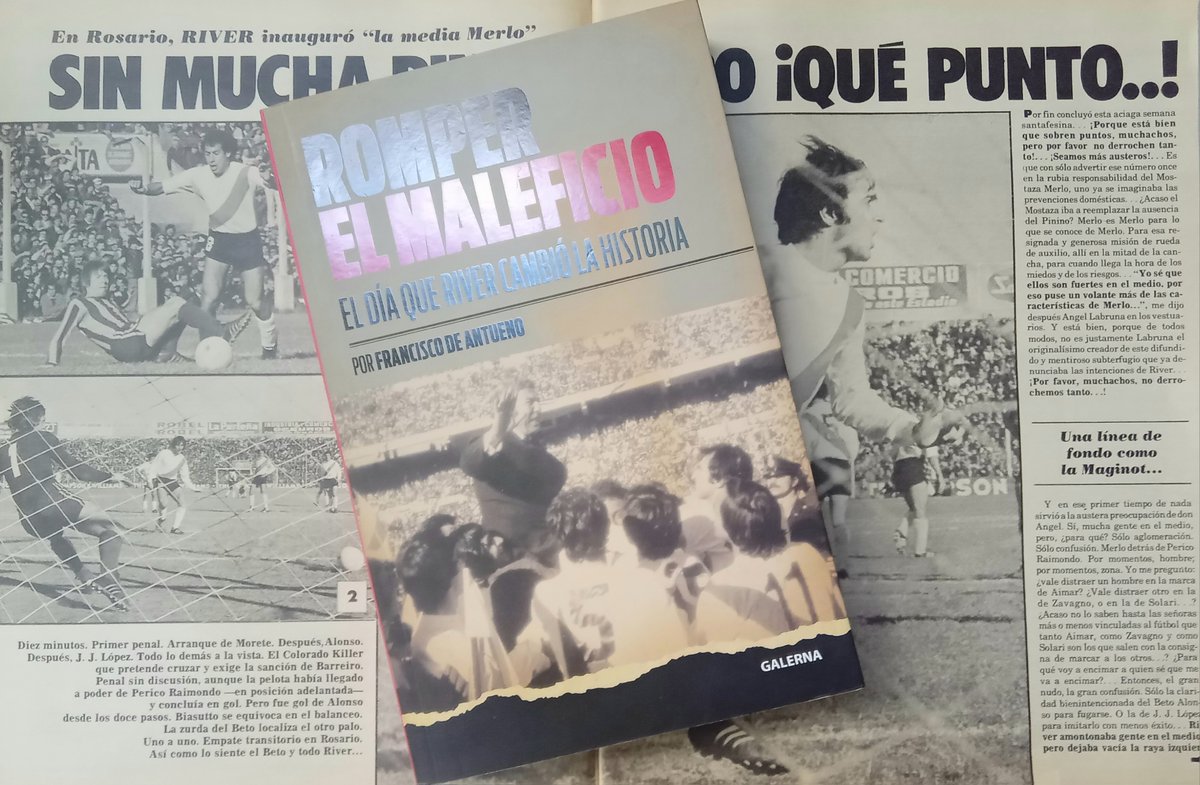 En Rosario, RIVER inauguró “la media Merlo”
SIN MUCHA
O ¡QUÉ PUNTO..!
ROMPER
EL MALEFICIO
EL DÍA QUE RIVER CAMBIÓ LA HISTORIA
POR FRANCISCO DE ANTUENO
GALERNA
TA
COMERCIO
SON
2
Diez minutos. Primer penal. Arranque de Morete. Después, Alonso.
Después, J. J. López. Todo lo demás a la vista. El Colorado Killer
que pretende cruzar y exige la sanción de Barreiro.
Penal sin discusión, aunque la pelota había llegado
a poder de Perico Raimondo —en posición adelantada—
y concluía en gol. Pero fue gol de Alonso
desde los doce pasos. Biasutto se equivoca en el balanceo.
La zurda del Beto localiza el otro palo.
Uno a uno. Empate transitorio en Rosario.
Así como lo siente el Beto y todo River...
Por fin concluyó esta aciaga semana
santafesina. . . ¡Porque está bien
que sobren puntos, muchachos,
pero por favor no derrochen tan-
to!. . . ¡Seamos más austeros!. . . Es
que con sólo advertir ese número once
en la rubia responsabilidad del Mos-
taza Merlo, uno ya se imaginaba las
prevenciones domésticas. . . ¿Acaso el
Mostaza iba a reemplazar la ausencia
del Pinino? Merlo es Merlo para lo
que se conoce de Merlo. Para esa re-
signada y generosa misión de rueda
de auxilio, allí en la mitad de la can-
cha, para cuando llega la hora de los
miedos y de los riesgos. . . “Yo sé que
ellos son fuertes en el medio, por
eso puse un volante más de las ca-
racterísticas de Merlo...”, me dijo
después Angel Labruna en los vestua-
rios. Y está bien, porque de todos
modos, no es justamente Labruna el
originalísimo creador de este difundi-
do y mentiroso subterfugio que ya de-
nunciaba las intenciones de River. . .
¡Por favor, muchachos, no derro-
chemos tanto. . .!
Una línea de
fondo como
la Maginot...
Y en ese primer tiempo de nada
sirvió la austera preocupación de don
Angel. Sí, mucha gente en el medio,
pero, ¿para qué? Sólo aglomeración.
Sólo confusión. Merlo detrás de Perico
Raimondo. Por momentos, hombre;
por momentos, zona. Yo me pregunto:
¿vale distraer un hombre en la marca
de Aimar? ¿Vale distraer otro en la
de Zavagno, o en la de Solari. . .?
¿Acaso no lo saben hasta las señoras
más o menos vinculadas al fútbol que
tanto Aimar, como Zavagno y como
Solari son los que salen con la consig-
na de marcar a los otros. . .? ¿Para
qué voy a encimar a quien sé que me
va a encimar?. . . Entonces, el gran
nudo, la gran confusión. Sólo la clari-
dad bienintencionada del Beto Alon-
so para fugarse. O la de J. J. López
para imitarlo con menos éxito. . . Ri
ver amontonaba gente en el medio
pero dejaba vacía la raya izquier